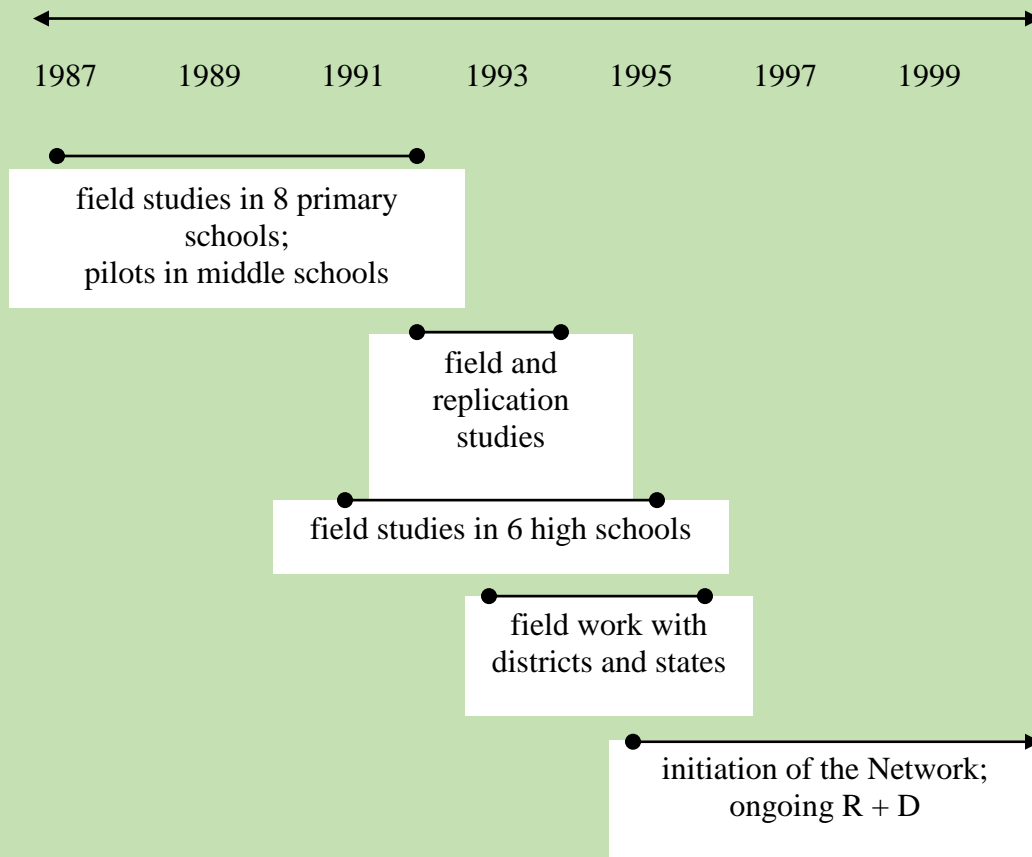 1987 1989 1991 1993 1995 1997 1999
field studies in 8 primary
schools;
pilots in middle schools
field and
replication
studies
field studies in 6 high schools
field work with
districts and states
initiation of the Network;
ongoing R + D